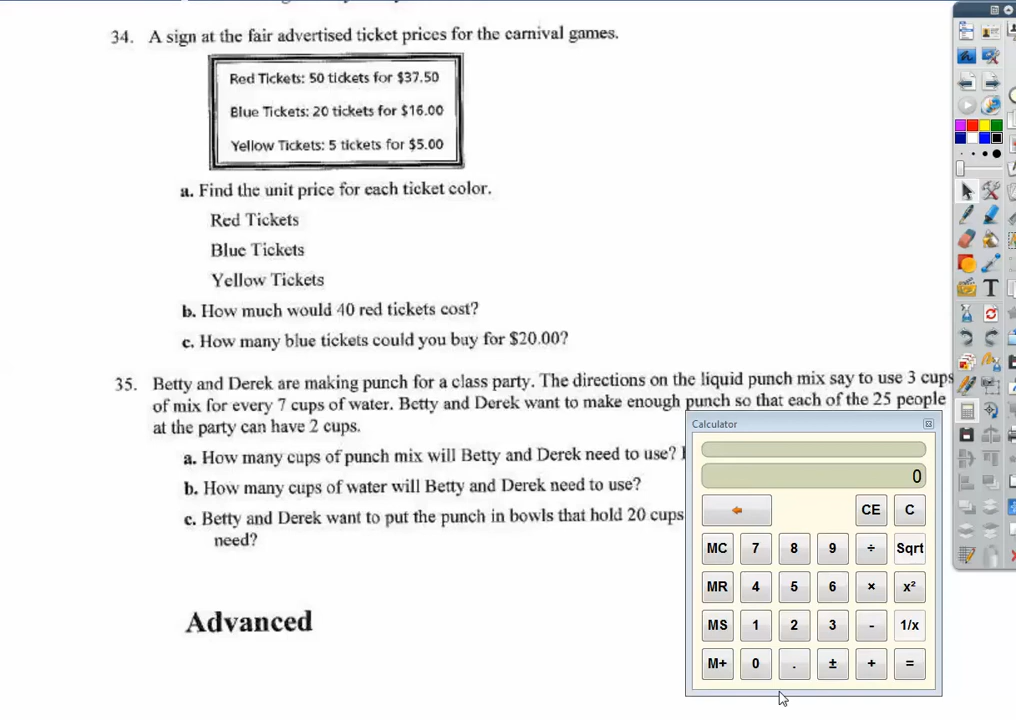 34. A sign at the fair advertised ticket prices for the carnival games.
Red Tickets: 50 tickets for $37.50
Blue Tickets: 20 tickets for $16.00
Yellow Tickets: 5 tickets for $5.00
a. Find the unit price for each ticket color.
Red Tickets
Blue Tickets
Yellow Tickets
b. How much would 40 red tickets cost?
c. How many blue tickets could you buy for $20.00?
35. Betty and Derek are making punch for a class party. The directions on the liquid punch mix say to use 3 cups
of mix for every 7 cups of water. Betty and Derek want to make enough punch so that each of the 25 people
at the party can have 2 cups.
a. How many cups of punch mix will Betty and Derek need to use?
b. How many cups of water will Betty and Derek need to use?
c. Betty and Derek want to put the punch in bowls that hold 20 cups
need?
Advanced
Calculator
0
CE C
MC 7 8 9 ÷ Sqrt
MR 4 5 6 × x²
MS 1 2 3 - 1/x
M+ 0 . ± + =
T